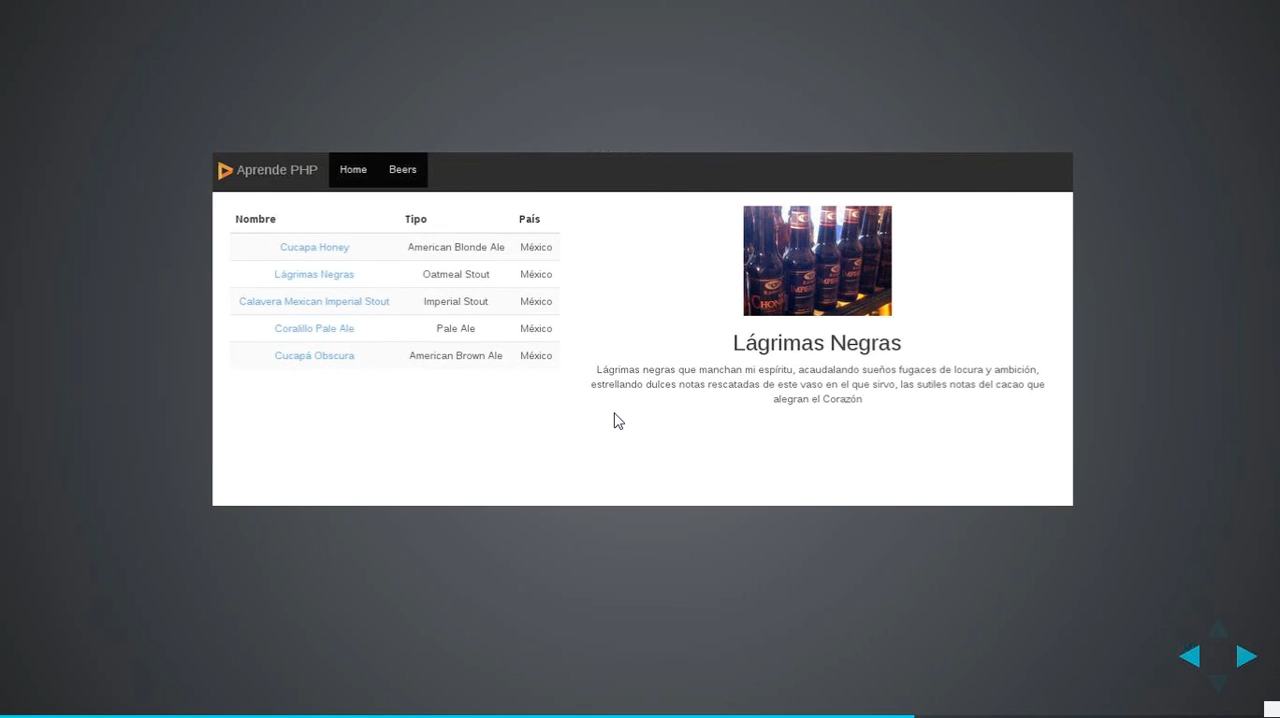 Aprende PHP Home Beers
Nombre Tipo País
Cucapa Honey American Blonde Ale México
Lágrimas Negras Oatmeal Stout México
Calavera Mexican Imperial Stout Imperial Stout México
Coralillo Pale Ale Pale Ale México
Cucapá Obscura American Brown Ale México
Lágrimas Negras
Lágrimas negras que manchan mi espíritu, acaudalando sueños fugaces de locura y ambición,
estrellando dulces notas rescatadas de este vaso en el que sirvo, las sutiles notas del cacao que
alegran el Corazón